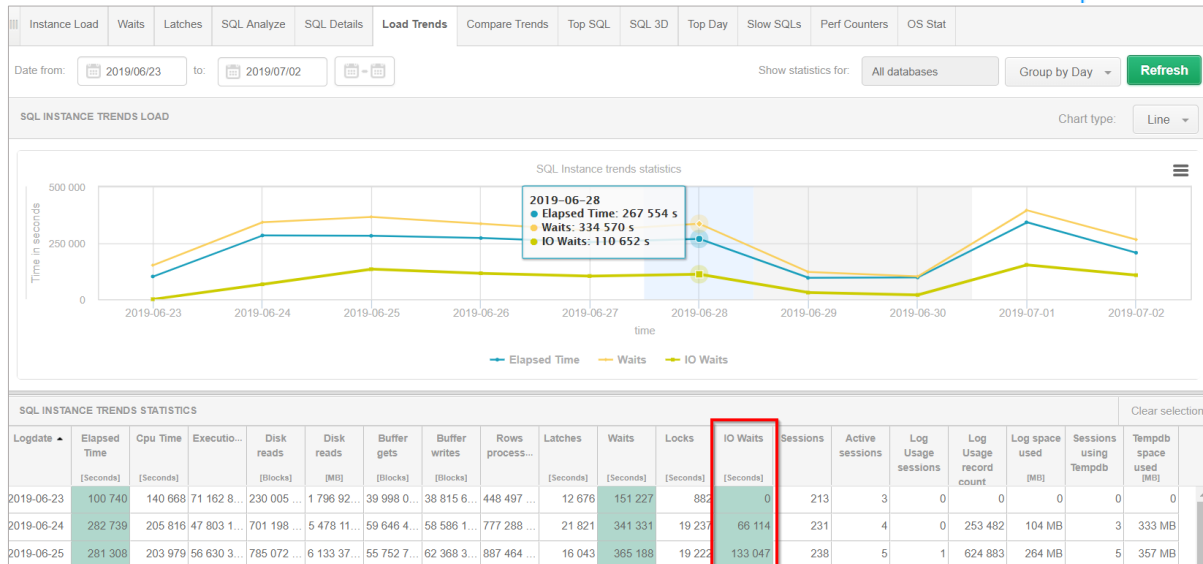 Instance Load Waits Latches SQL Analyze SQL Details Load Trends Compare Trends Top SQL SQL 3D Top Day Slow SQLs Perf Counters OS Stat
Date from: 2019/06/23 to: 2019/07/02 Show statistics for: All databases Group by Day Refresh
SQL INSTANCE TRENDS LOAD Chart type: Line
SQL Instance trends statistics
500 000
250 000
0
Time in seconds
2019-06-28
Elapsed Time: 267 554 s
Waits: 334 570 s
IO Waits: 110 652 s
2019-06-23 2019-06-24 2019-06-25 2019-06-26 2019-06-27 2019-06-28 2019-06-29 2019-06-30 2019-07-01 2019-07-02
time
Elapsed Time Waits IO Waits
SQL INSTANCE TRENDS STATISTICS Clear selection
Logdate Elapsed Time Cpu Time Executio... Disk reads Disk reads Buffer gets Buffer writes Rows process... Latches Waits Locks IO Waits Sessions Active sessions Log Usage sessions Log Usage record count Log space used Sessions using Tempdb Tempdb space used
[Seconds] [Seconds] [Blocks] [MB] [Blocks] [Blocks] [Seconds] [Seconds] [Seconds] [Seconds] [MB] [MB]
2019-06-23 100 740 140 668 71 162 8... 230 005 ... 1 796 92... 39 998 0... 38 815 6... 448 497 ... 12 676 151 227 882 0 213 3 0 0 0 0 0
2019-06-24 282 739 205 816 47 803 1... 701 198 ... 5 478 11... 59 646 4... 58 586 1... 777 288 ... 21 821 341 331 19 237 66 114 231 4 0 253 482 104 MB 3 333 MB
2019-06-25 281 308 203 979 56 630 3... 785 072 ... 6 133 37... 55 752 7... 62 368 3... 887 464 ... 16 043 365 188 19 222 133 047 238 5 1 624 883 264 MB 5 357 MB